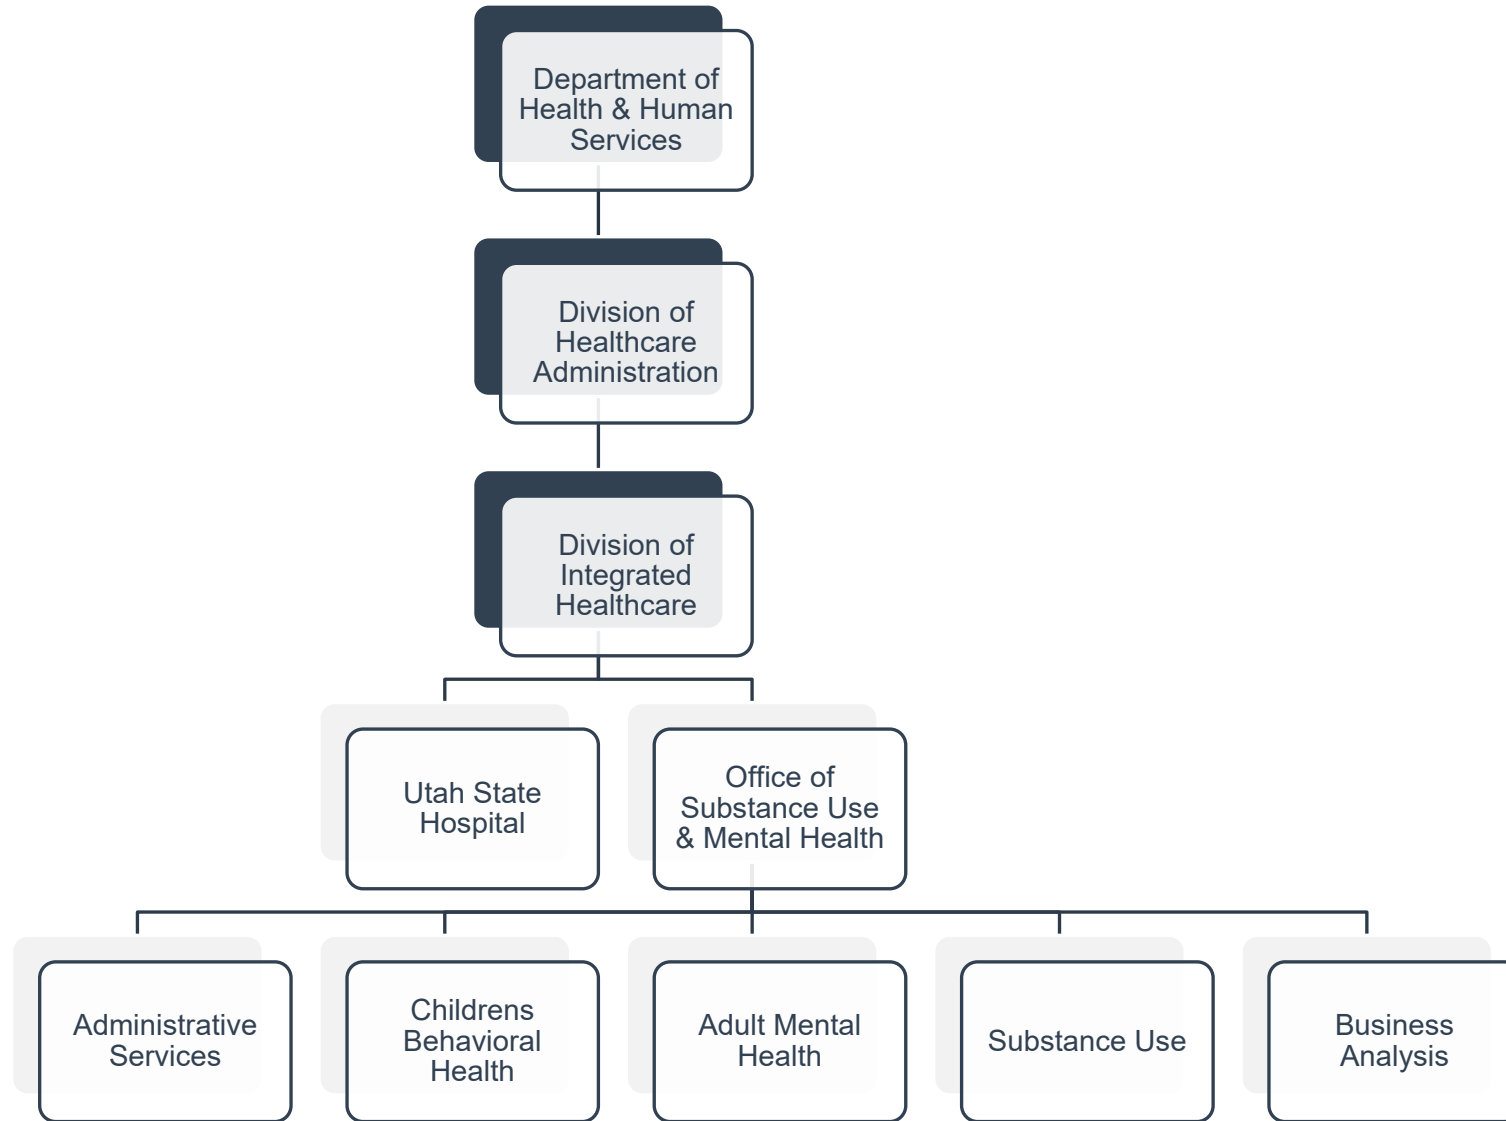 Department of
Health & Human
Services
Division of
Healthcare
Administration
Division of
Integrated
Healthcare
Utah State
Hospital
Office of
Substance Use
& Mental Health
Administrative
Services
Childrens
Behavioral
Health
Adult Mental
Health
Substance Use
Business
Analysis